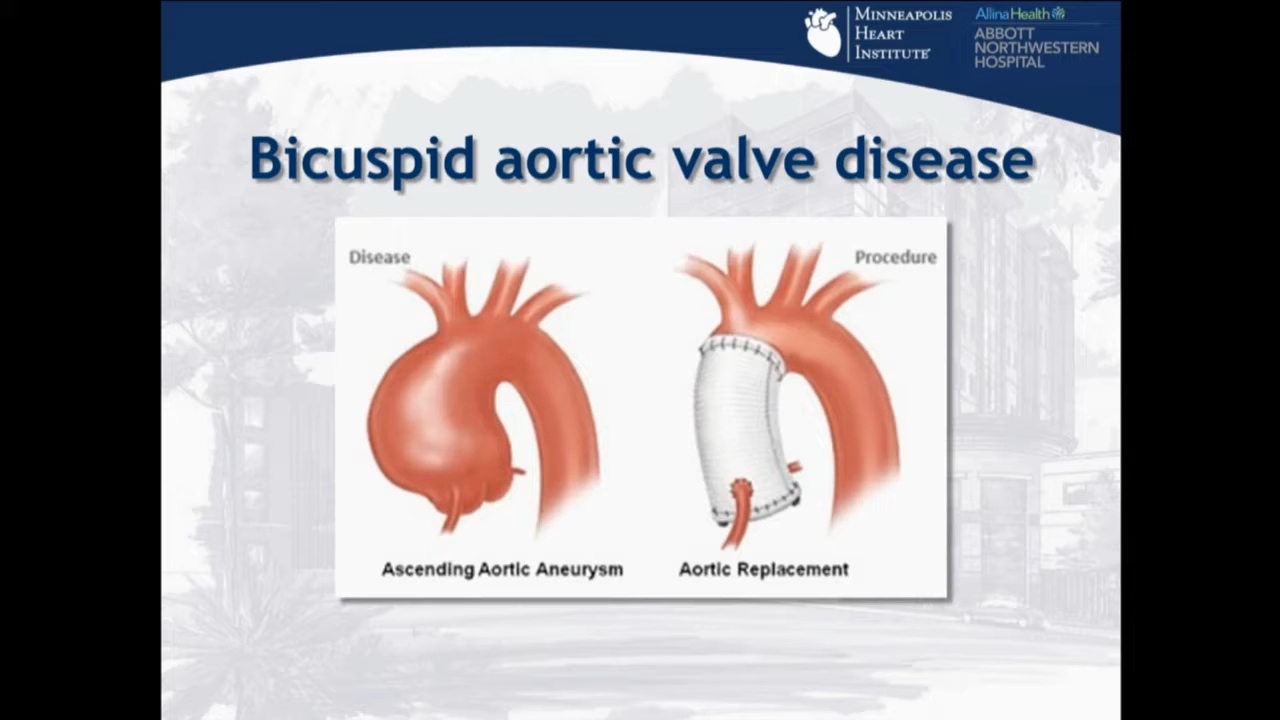 MINNEAPOLIS
HEART
INSTITUTE
Allina Health
ABBOTT
NORTHWESTERN
HOSPITAL
Bicuspid aortic valve disease
Disease
Procedure
Ascending Aortic Aneurysm
Aortic Replacement